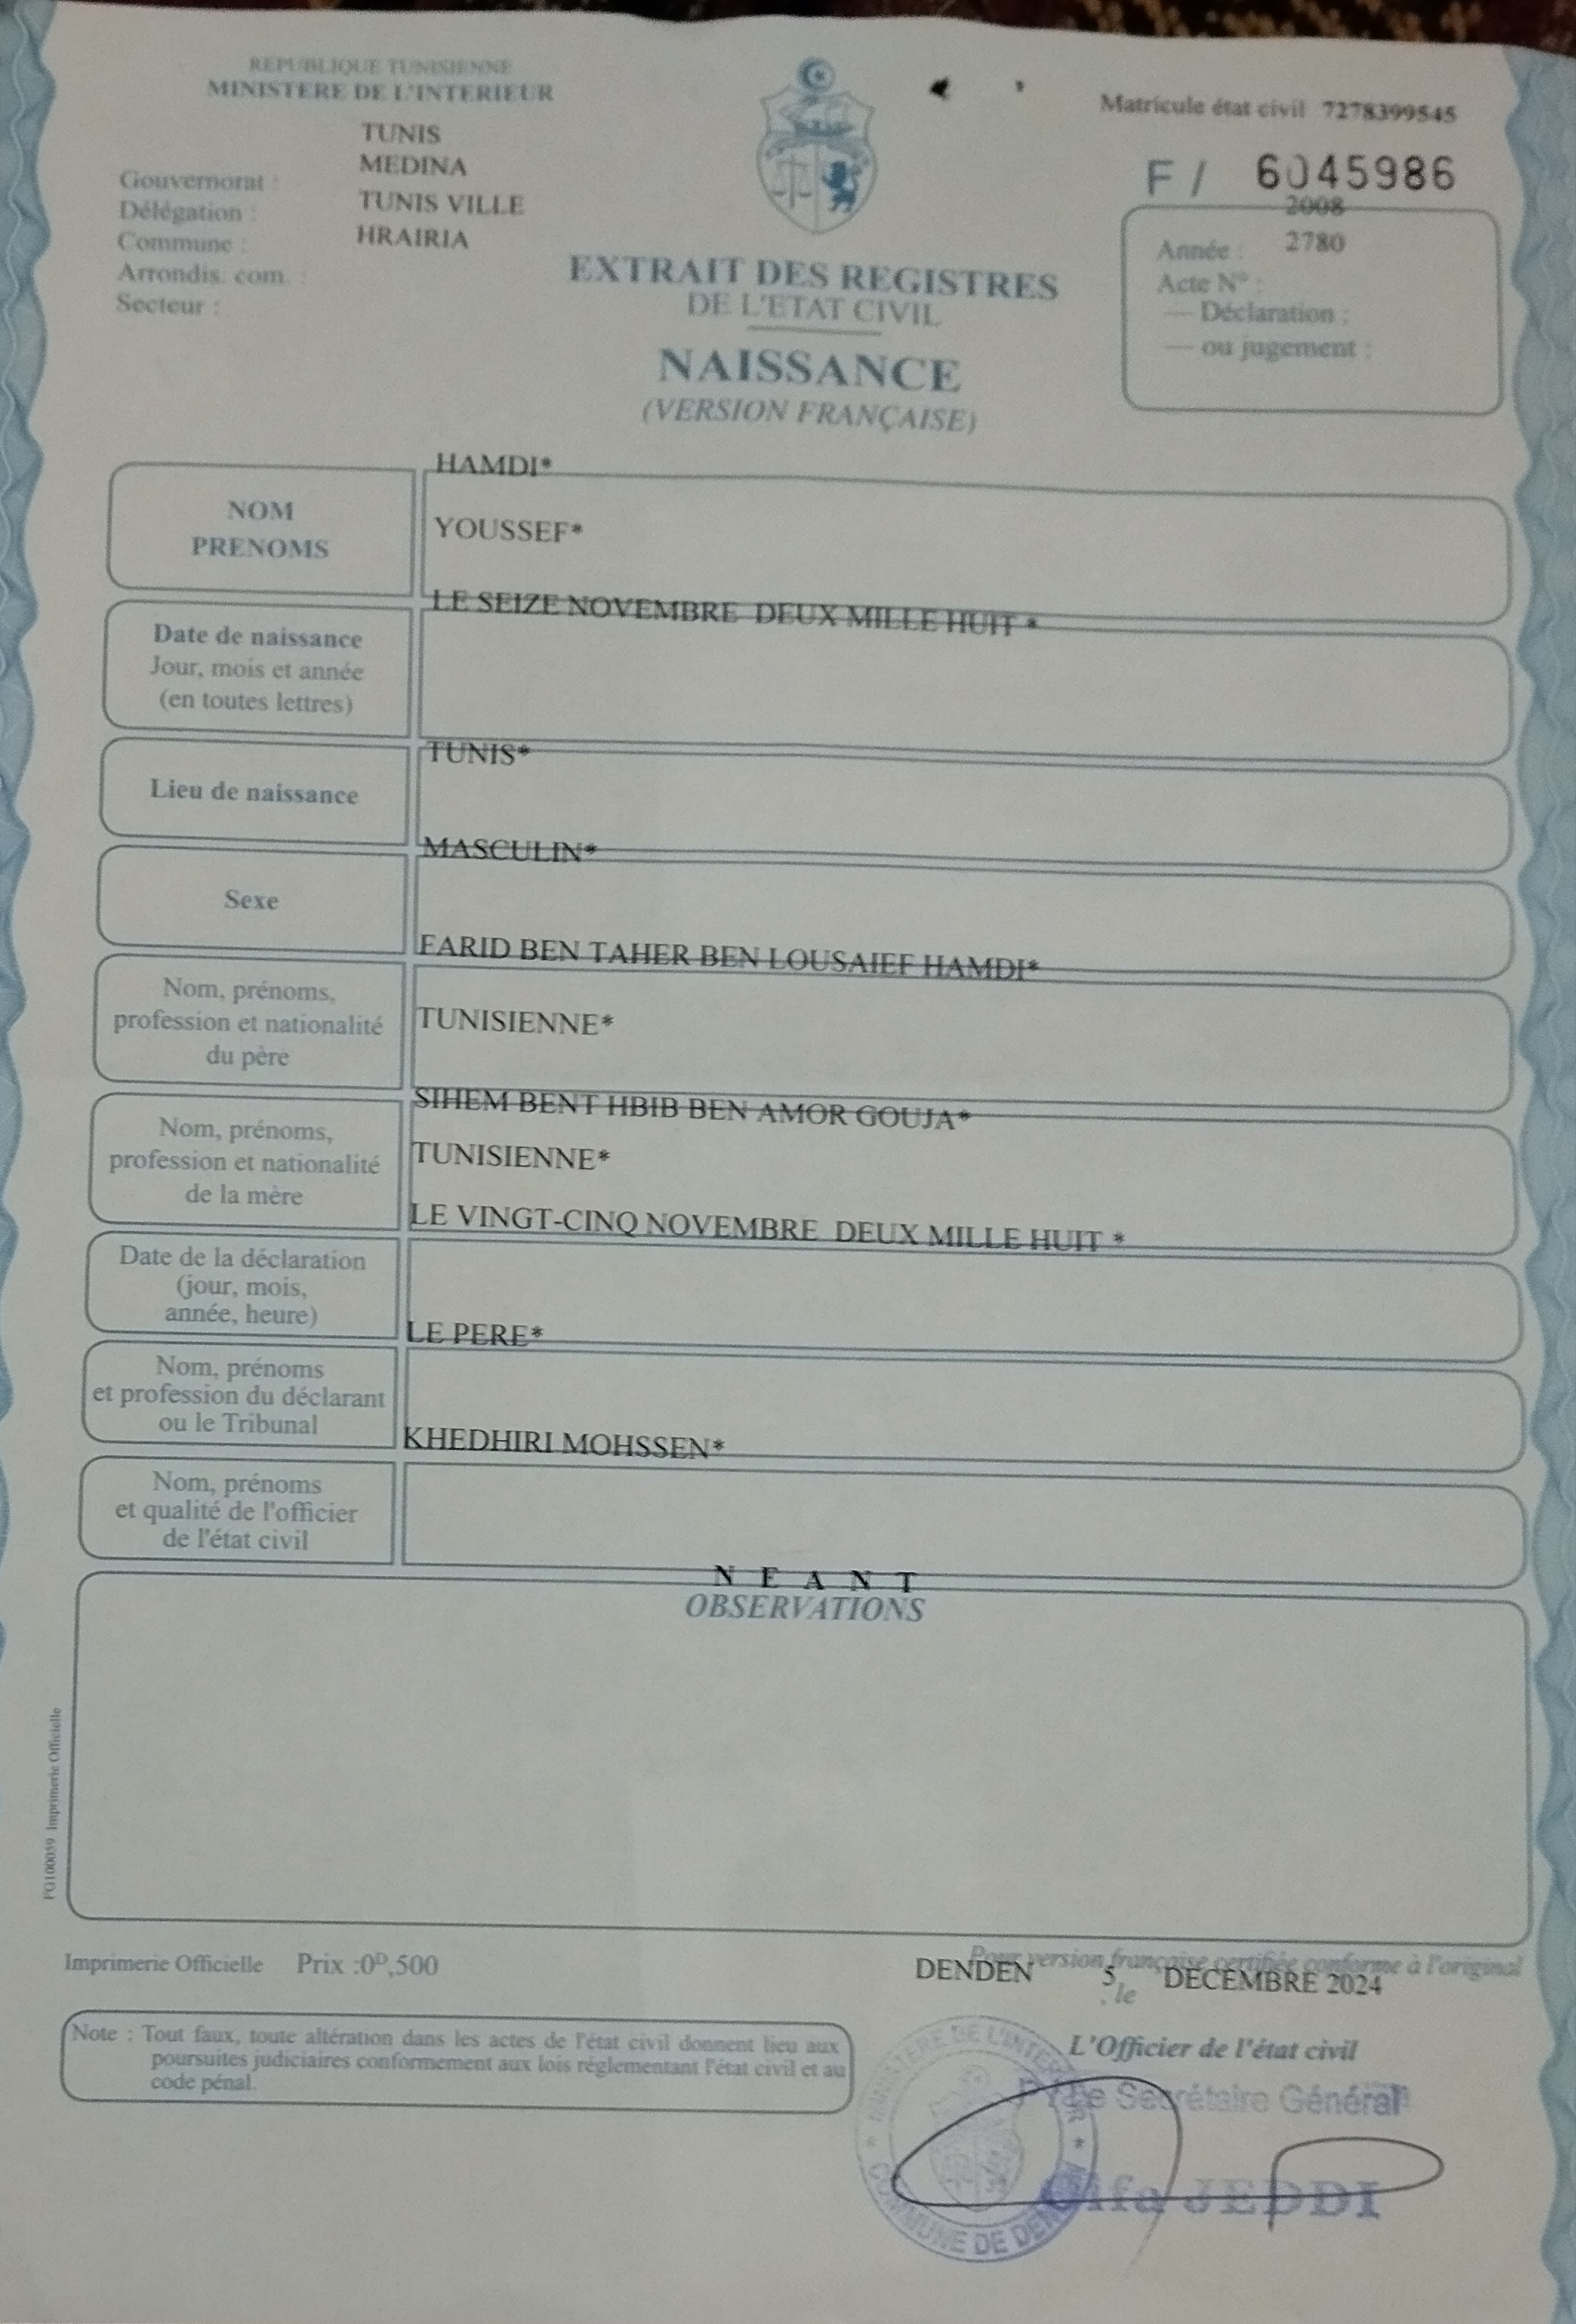 REPUBLIQUE TUNISIENNE
MINISTERE DE L'INTERIEUR
TUNIS
MEDINA
Gouvernorat :
TUNIS VILLE
Délégation :
HRAIRIA
Commune :
Arrondis. com. :
Secteur :
Matricule état civil 7278399545
F / 6045986
2008
Année : 2780
Acte N° :
— Déclaration :
— ou jugement :
EXTRAIT DES REGISTRES
DE L'ETAT CIVIL
NAISSANCE
(VERSION FRANÇAISE)
HAMDI*
NOM
PRENOMS
YOUSSEF*
LE SEIZE NOVEMBRE DEUX MILLE HUIT *
Date de naissance
Jour, mois et année
(en toutes lettres)
TUNIS*
Lieu de naissance
MASCULIN*
Sexe
FARID BEN TAHER BEN LOUSAIEF HAMDI*
Nom, prénoms,
profession et nationalité
du père
TUNISIENNE*
SIHEM BENT HBIB BEN AMOR GOUJA*
Nom, prénoms,
profession et nationalité
de la mère
TUNISIENNE*
LE VINGT-CINQ NOVEMBRE DEUX MILLE HUIT *
Date de la déclaration
(jour, mois,
année, heure)
LE PERE*
Nom, prénoms
et profession du déclarant
ou le Tribunal
KHEDHIRI MOHSSEN*
Nom, prénoms
et qualité de l'officier
de l'état civil
N E A N T
OBSERVATIONS
FG100039 Imprimerie Officielle
Imprimerie Officielle Prix :0ᴰ,500
Pour version française certifiée conforme à l'original
DENDEN 5 DECEMBRE 2024
, le
Note : Tout faux, toute altération dans les actes de l'état civil donnent lieu aux
poursuites judiciaires conformement aux lois réglementant l'état civil et au
code pénal.
L'Officier de l'état civil
Secrétaire Général
Olfa JEDDI
MINISTERE DE L'INTERIEUR
COMMUNE DE DENDEN